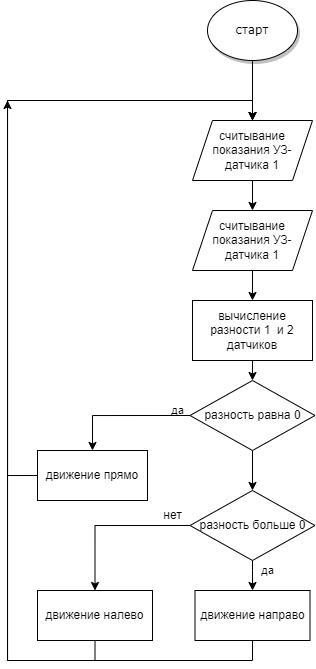 старт
считывание
показания УЗ-
датчика 1
считывание
показания УЗ-
датчика 1
вычисление
разности 1 и 2
датчиков
разность равна 0
да
движение прямо
разность больше 0
нет
да
движение налево
движение направо